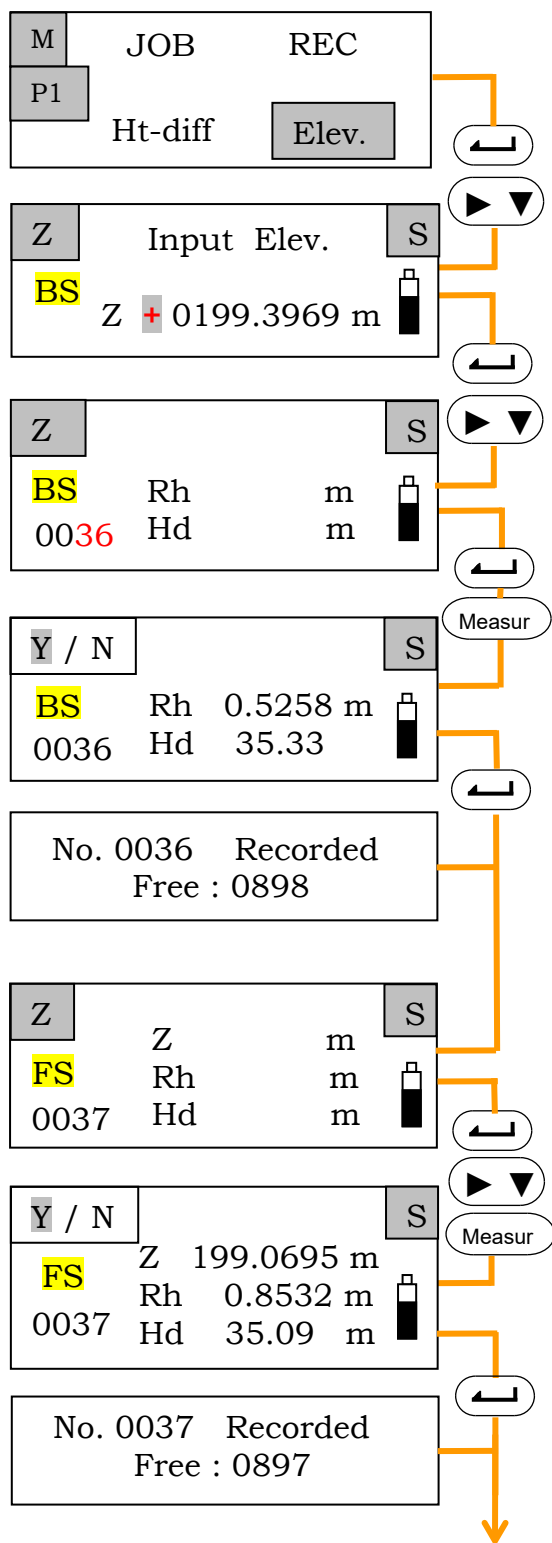 M JOB REC
P1
Ht-diff Elev.
Z Input Elev. S
BS
Z + 0199.3969 m
Z S
BS Rh m
0036 Hd m
Measur
Y / N S
BS Rh 0.5258 m
0036 Hd 35.33
No. 0036 Recorded
Free : 0898
Z S
Z m
FS Rh m
0037 Hd m
Y / N S
Measur
Z 199.0695 m
FS Rh 0.8532 m
0037 Hd 35.09 m
No. 0037 Recorded
Free : 0897